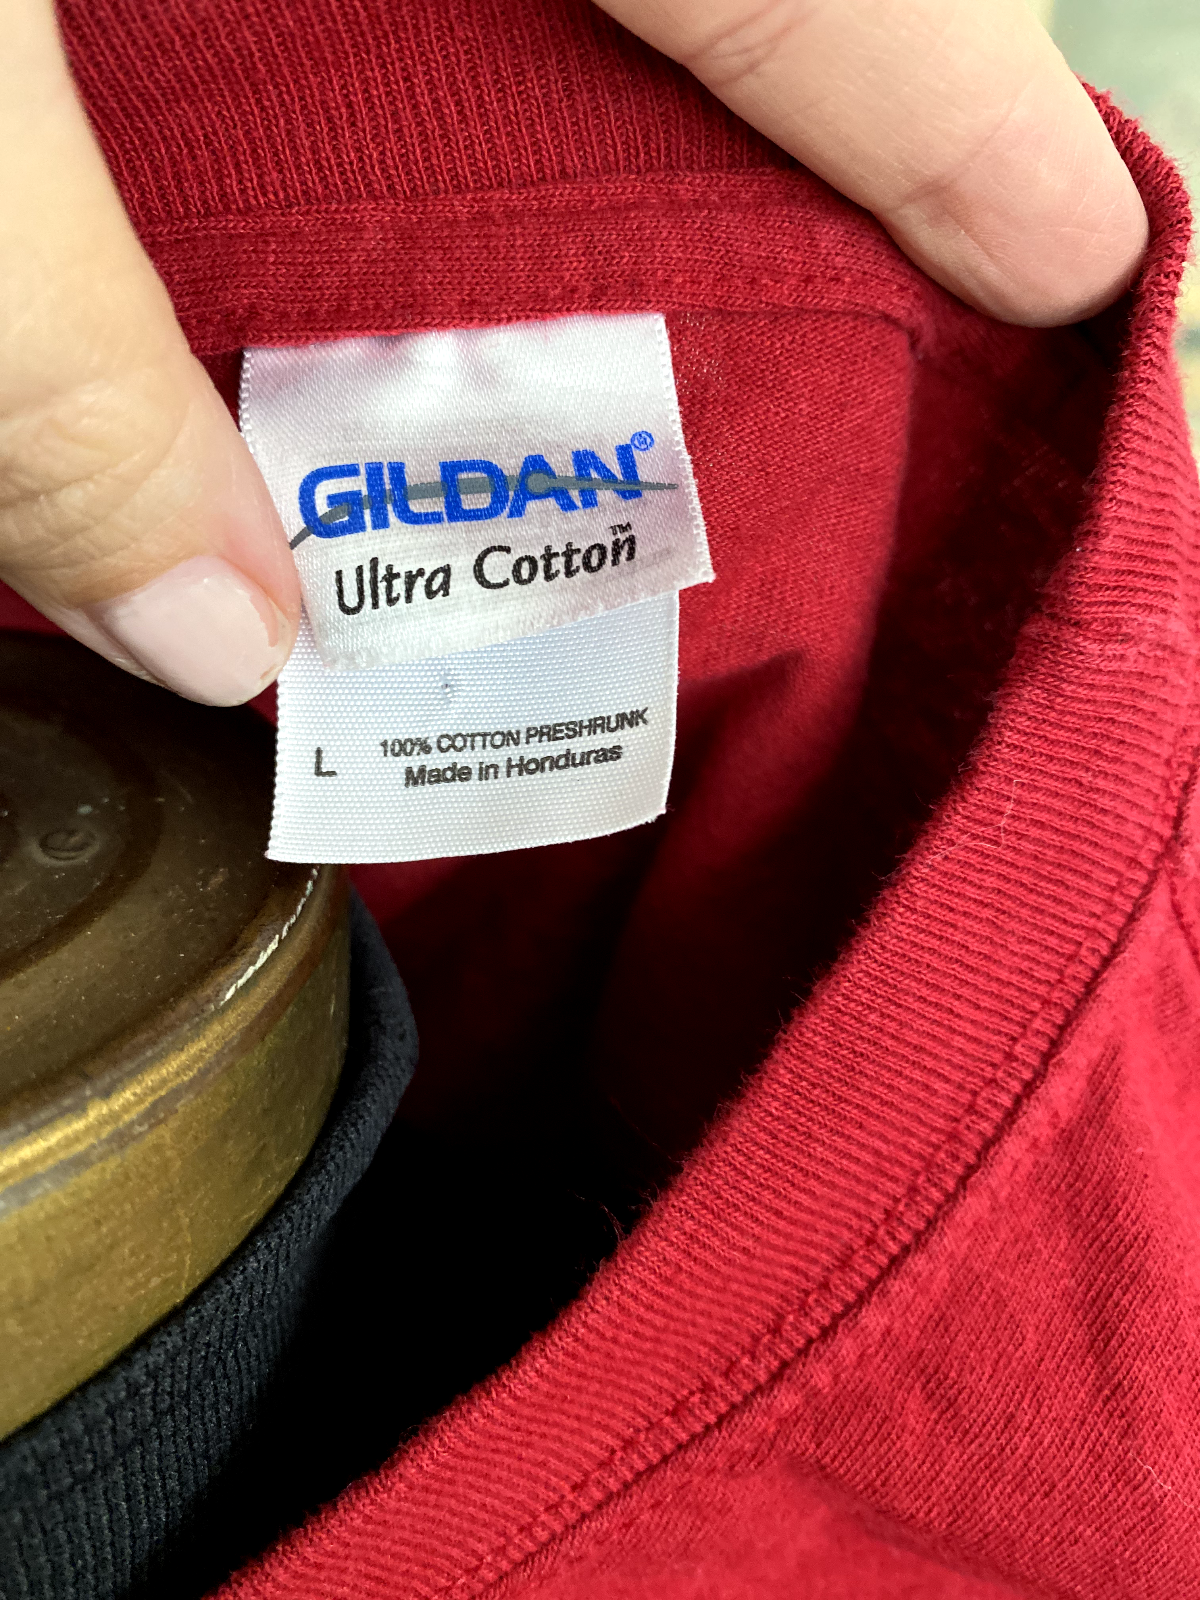 GILDAN®
Ultra Cotton™
L 100% COTTON PRESHRUNK
Made in Honduras